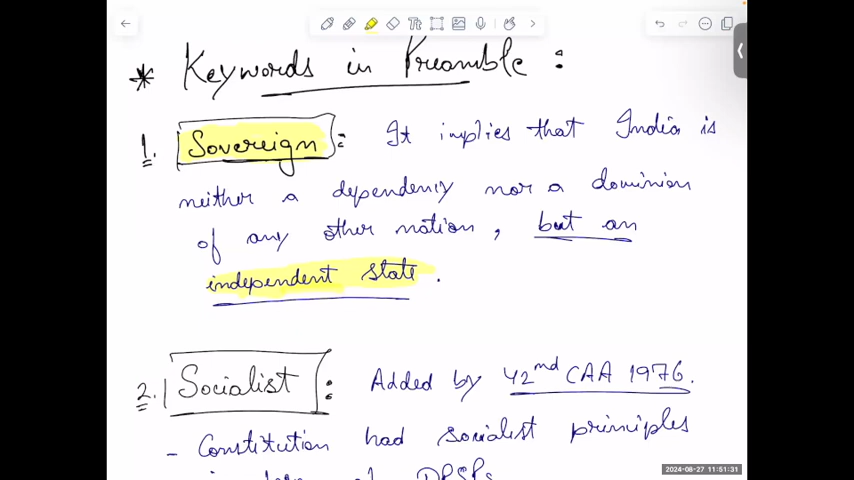 * Keywords in Preamble :
1. Sovereign : It implies that India is
neither a dependency nor a dominion
of any other nation, but an
independent state.
2. Socialist : Added by 42nd CAA 1976.
- Constitution had socialist principles
DPSPs
2024-08-27 11:51:31